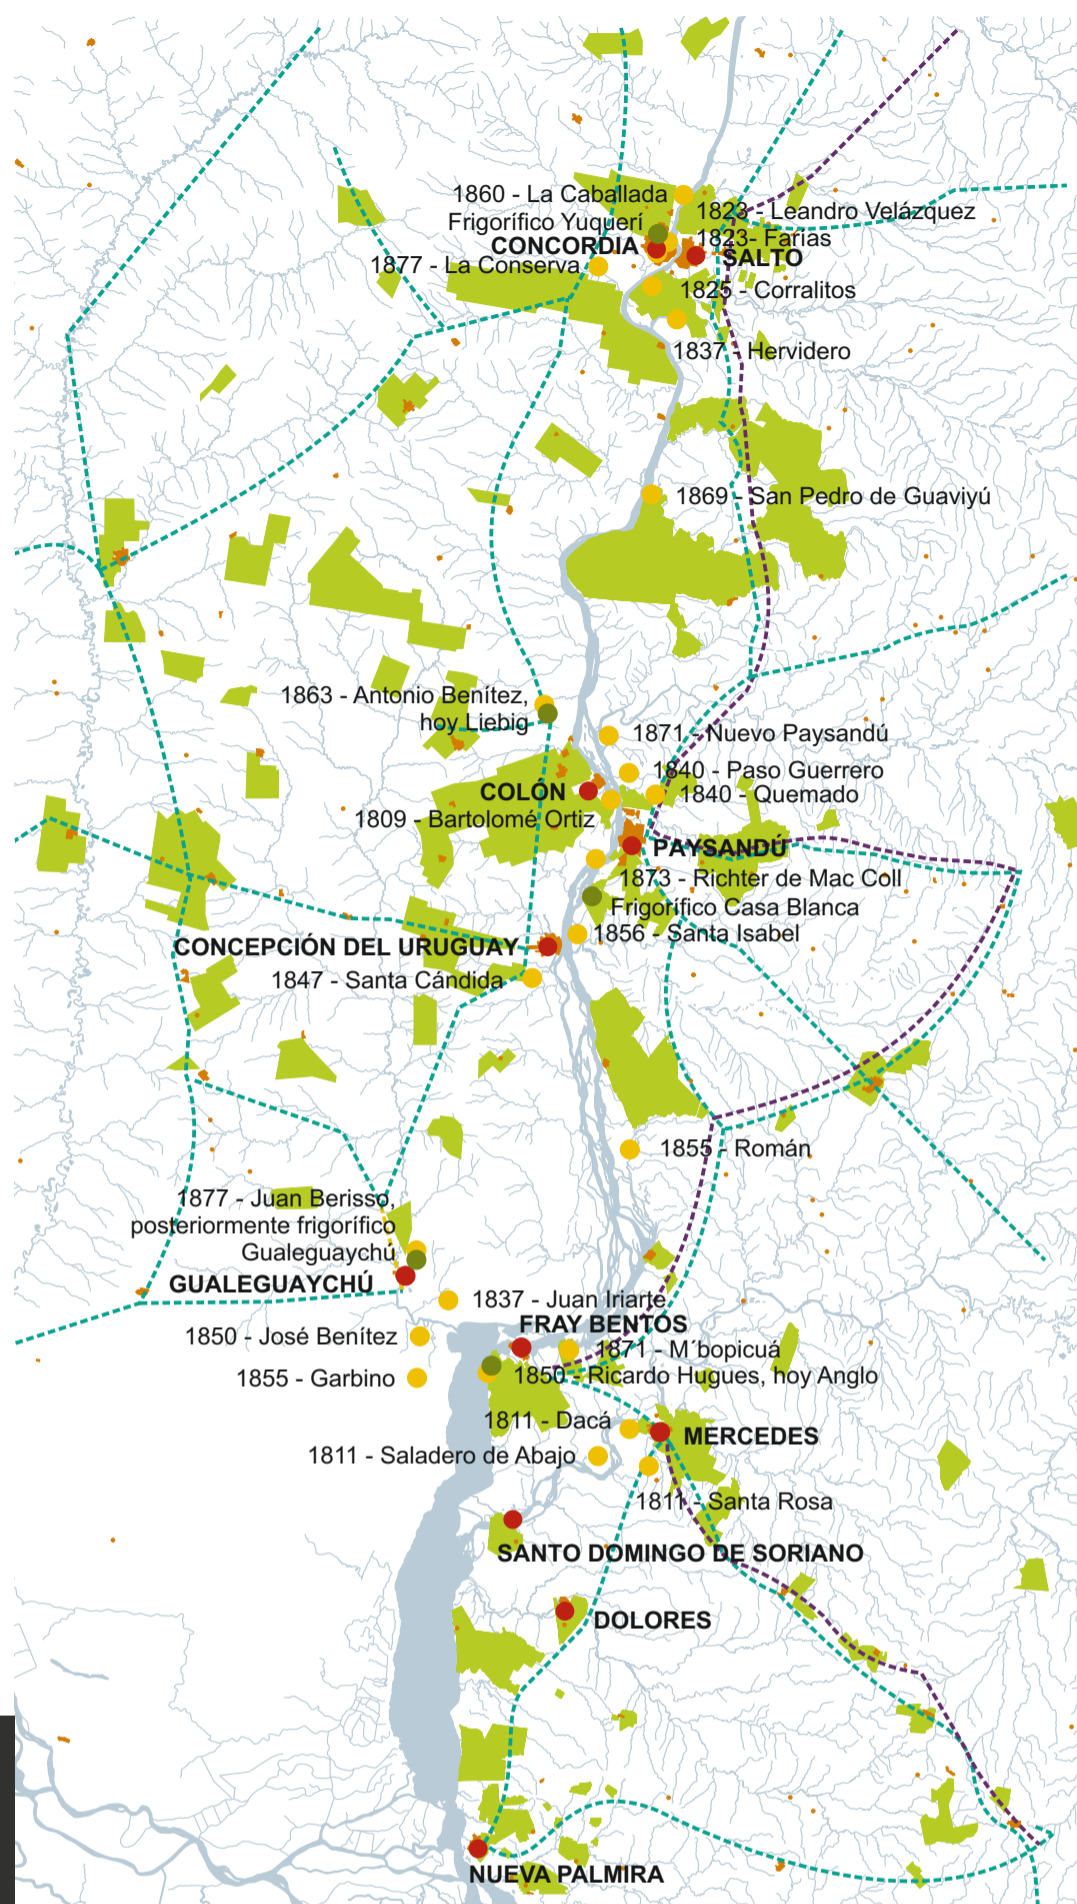 1860 - La Caballada
1823 - Leandro Velázquez
Frigorífico Yuquerí
1823- Farías
CONCORDIA
SALTO
1877 - La Conserva
1825 - Corralitos
1837 - Hervidero
1869 - San Pedro de Guaviyú
1863 - Antonio Benítez,
hoy Liebig
1871 - Nuevo Paysandú
1840 - Paso Guerrero
COLÓN
1840 - Quemado
1809 - Bartolomé Ortiz
PAYSANDÚ
1873 - Richter de Mac Coll
Frigorífico Casa Blanca
1856 - Santa Isabel
CONCEPCIÓN DEL URUGUAY
1847 - Santa Cándida
1855 - Román
1877 - Juan Berisso,
posteriormente frigorífico
Gualeguaychú
GUALEGUAYCHÚ
1837 - Juan Iriarte
FRAY BENTOS
1850 - José Benítez
1871 - M´bopicuá
1855 - Garbino
1850 - Ricardo Hugues, hoy Anglo
1811 - Dacá
MERCEDES
1811 - Saladero de Abajo
1811 - Santa Rosa
SANTO DOMINGO DE SORIANO
DOLORES
NUEVA PALMIRA